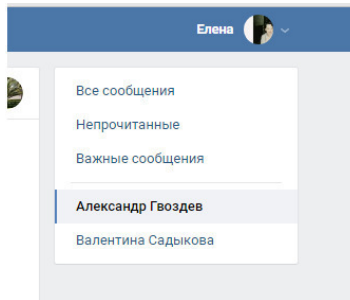 Елена
Все сообщения
Непрочитанные
Важные сообщения
Александр Гвоздев
Валентина Садыкова